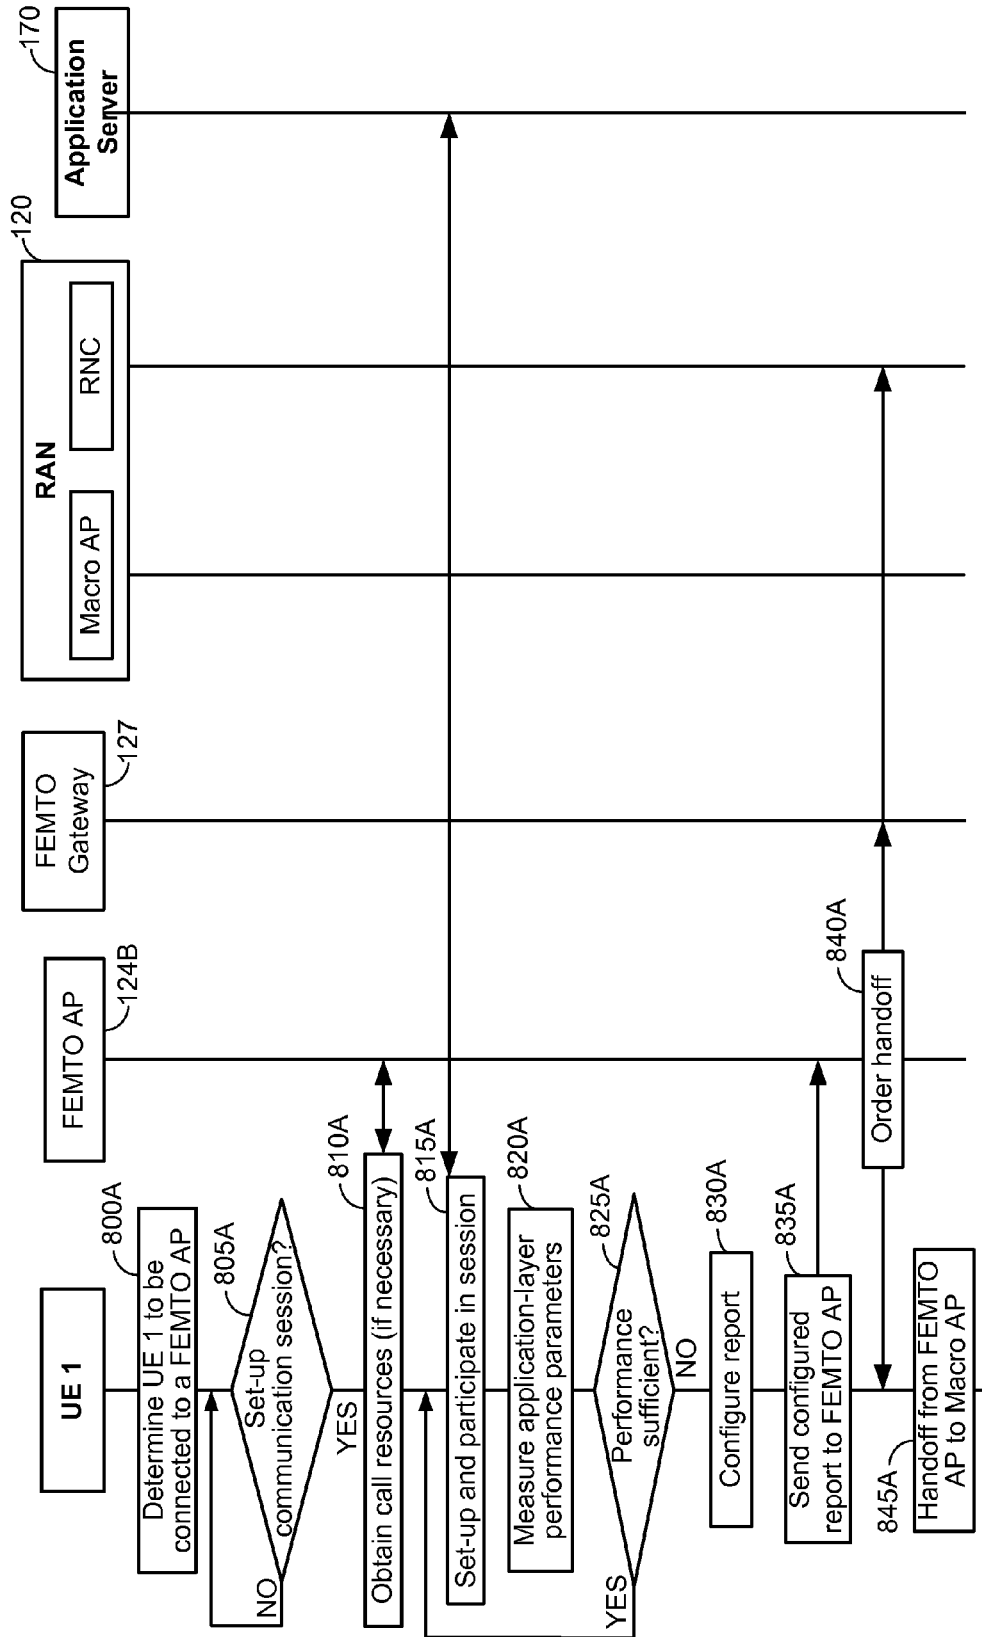 UE 1
FEMTO AP
124B
FEMTO
Gateway
127
RAN
120
Macro AP
RNC
Application
Server
170
Determine UE 1 to be
connected to a FEMTO AP
800A
Set-up
communication session?
805A
NO
YES
Obtain call resources (if necessary)
810A
Set-up and participate in session
815A
Measure application-layer
performance parameters
820A
Performance
sufficient?
825A
YES
NO
Configure report
830A
Send configured
report to FEMTO AP
835A
Order handoff
840A
Handoff from FEMTO
AP to Macro AP
845A